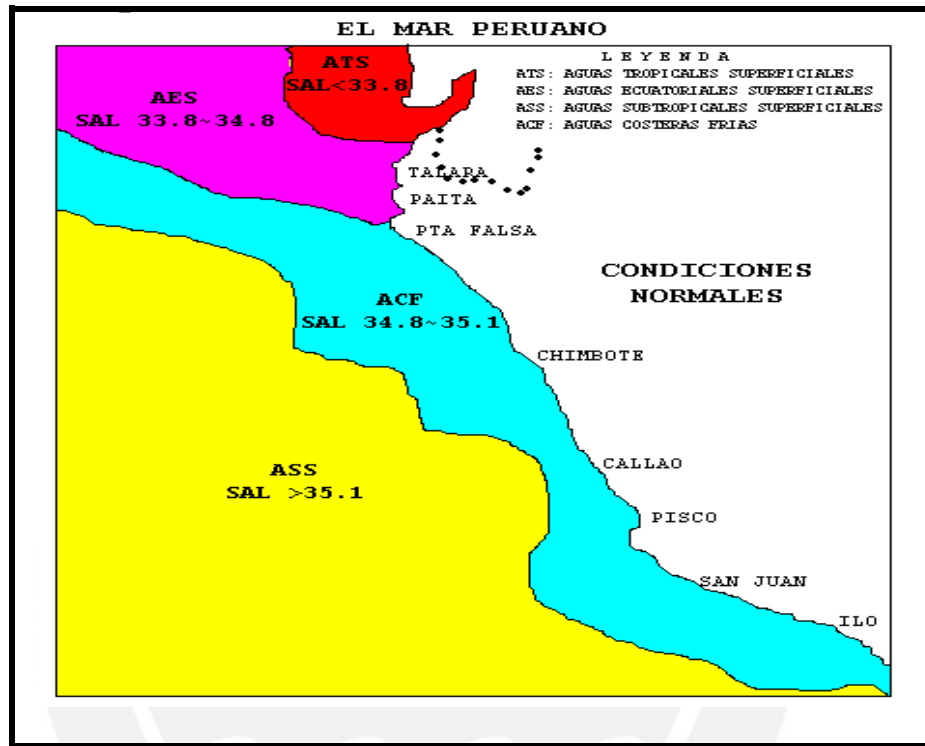 EL MAR PERUANO
LEYENDA
ATS: AGUAS TROPICALES SUPERFICIALES
AES: AGUAS ECUATORIALES SUPERFICIALES
ASS: AGUAS SUBTROPICALES SUPERFICIALES
ACF: AGUAS COSTERAS FRIAS
ATS
SAL<33.8
AES
SAL 33.8~34.8
TALARA
PAITA
PTA FALSA
CONDICIONES
NORMALES
ACF
SAL 34.8~35.1
CHIMBOTE
CALLAO
ASS
SAL >35.1
PISCO
SAN JUAN
ILO